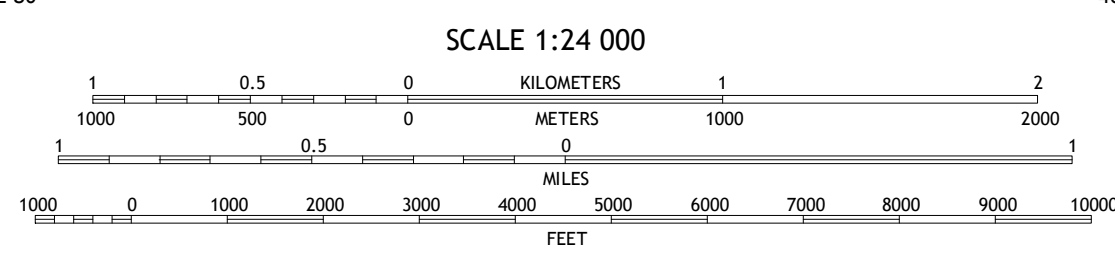 SCALE 1:24 000
1 0.5 0 KILOMETERS 1 2
1000 500 0 METERS 1000 2000
1 0.5 0 1
MILES
1000 0 1000 2000 3000 4000 5000 6000 7000 8000 9000 10000
FEET